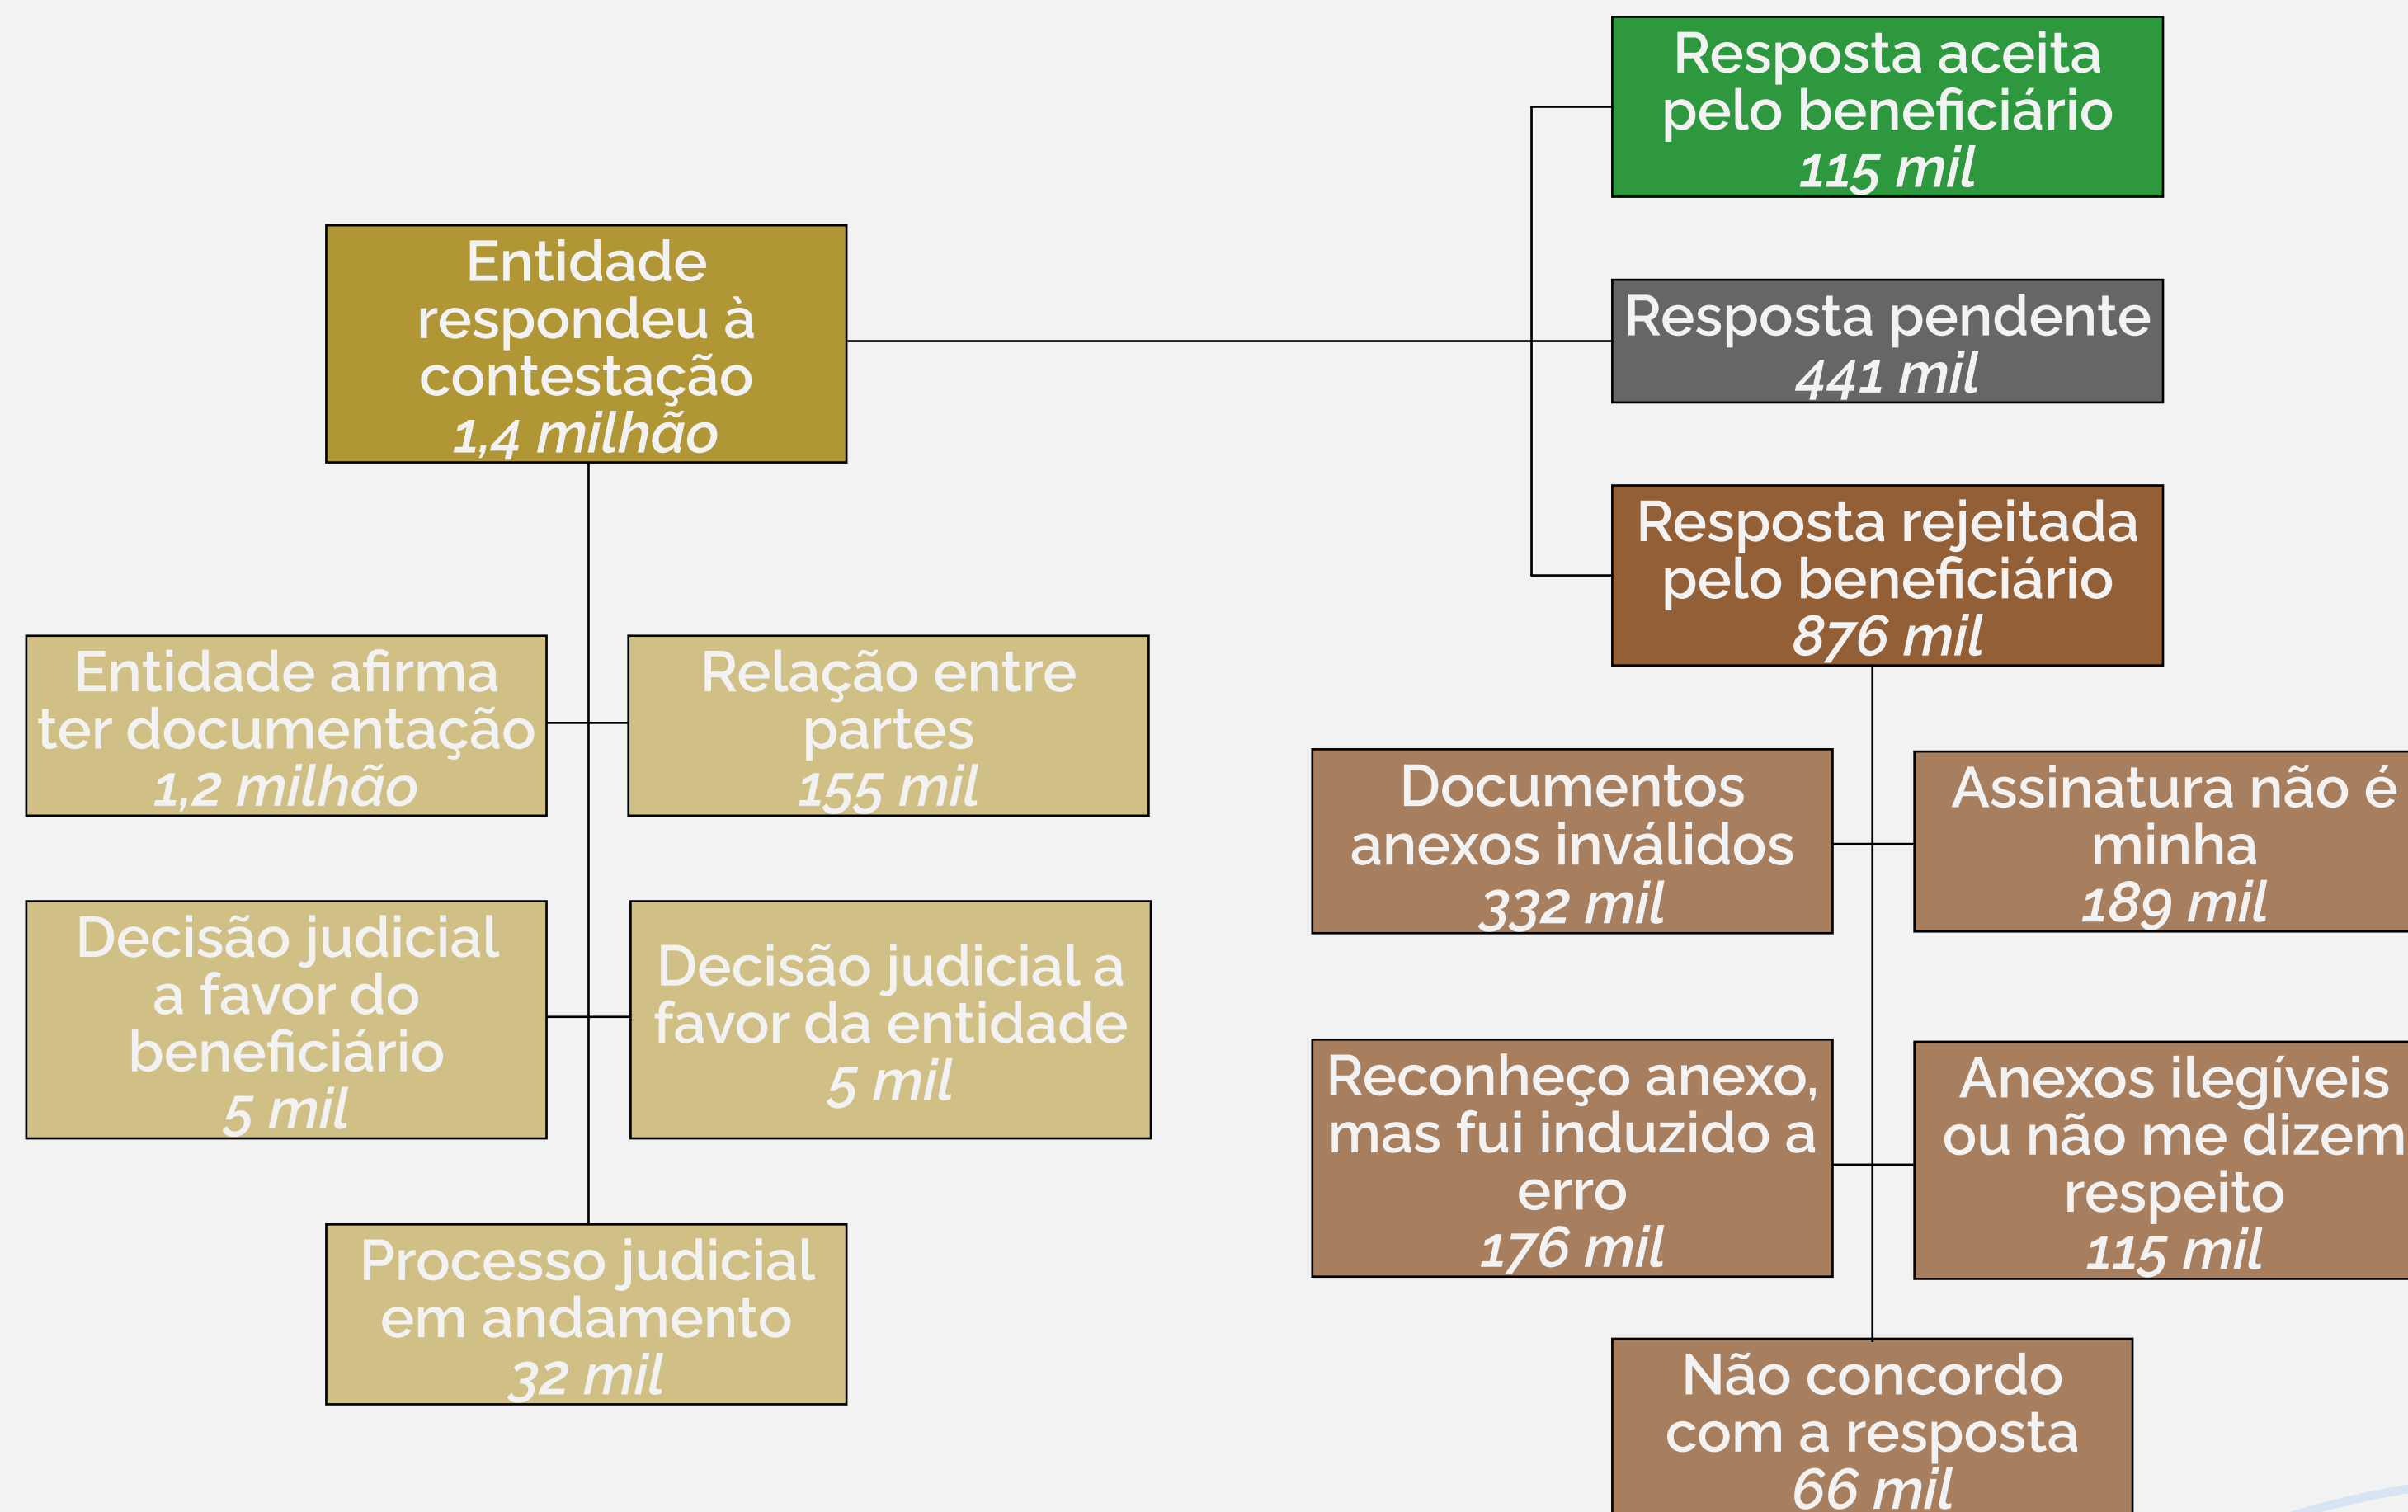 Resposta aceita
pelo beneficiário
115 mil
Entidade
respondeu à
contestação
1,4 milhão
Resposta pendente
441 mil
Resposta rejeitada
pelo beneficiário
876 mil
Entidade afirma
ter documentação
1,2 milhão
Relação entre
partes
155 mil
Decisão judicial
a favor do
beneficiário
5 mil
Decisão judicial a
favor da entidade
5 mil
Processo judicial
em andamento
32 mil
Documentos
anexos inválidos
332 mil
Assinatura não é
minha
189 mil
Reconheço anexo,
mas fui induzido a
erro
176 mil
Anexos ilegíveis
ou não me dizem
respeito
115 mil
Não concordo
com a resposta
66 mil